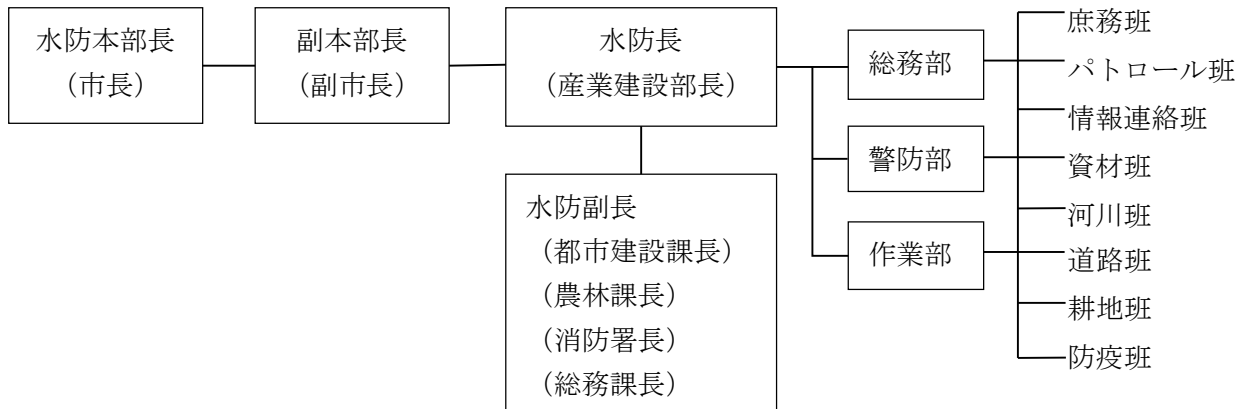 水防本部長
（市長）
副本部長
（副市長）
水防長
（産業建設部長）
水防副長
（都市建設課長）
（農林課長）
（消防署長）
（総務課長）
総務部
警防部
作業部
庶務班
パトロール班
情報連絡班
資材班
河川班
道路班
耕地班
防疫班